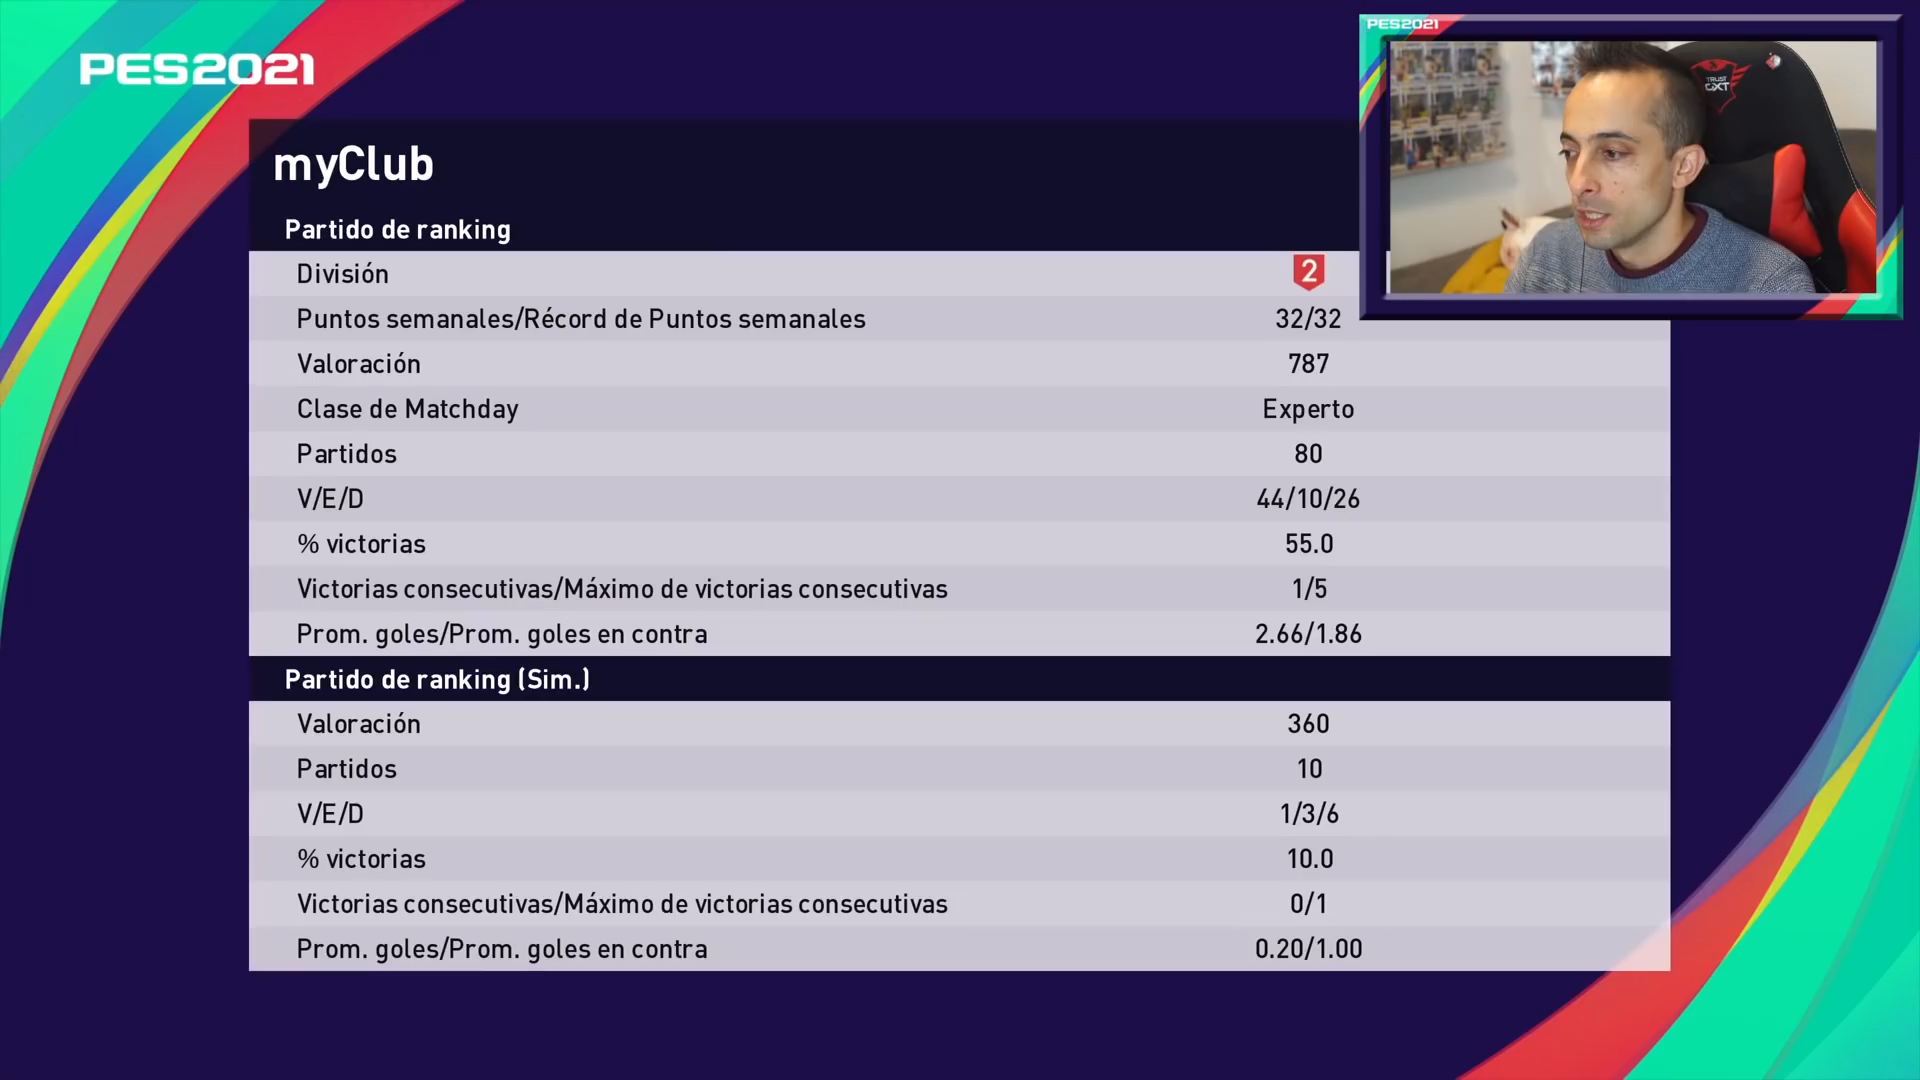 PES2021
PES2021
TRUST
GXT
myClub
Partido de ranking
División 2
Puntos semanales/Récord de Puntos semanales 32/32
Valoración 787
Clase de Matchday Experto
Partidos 80
V/E/D 44/10/26
% victorias 55.0
Victorias consecutivas/Máximo de victorias consecutivas 1/5
Prom. goles/Prom. goles en contra 2.66/1.86
Partido de ranking (Sim.)
Valoración 360
Partidos 10
V/E/D 1/3/6
% victorias 10.0
Victorias consecutivas/Máximo de victorias consecutivas 0/1
Prom. goles/Prom. goles en contra 0.20/1.00